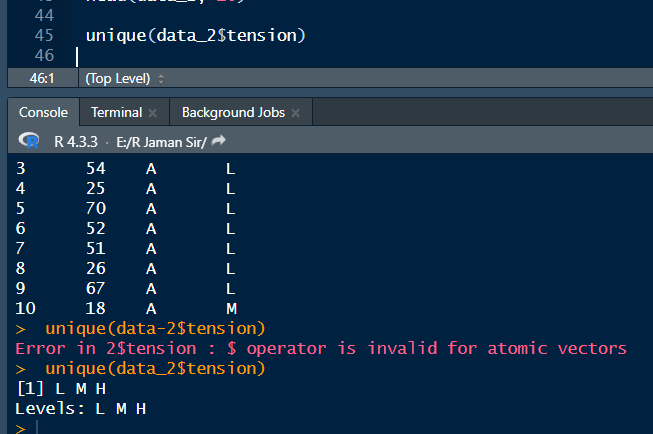 44
45 unique(data_2$tension)
46
46:1 (Top Level)
Console Terminal Background Jobs
R 4.3.3 · E:/R Jaman Sir/
3 54 A L
4 25 A L
5 70 A L
6 52 A L
7 51 A L
8 26 A L
9 67 A L
10 18 A M
> unique(data-2$tension)
Error in 2$tension : $ operator is invalid for atomic vectors
> unique(data_2$tension)
[1] L M H
Levels: L M H
>